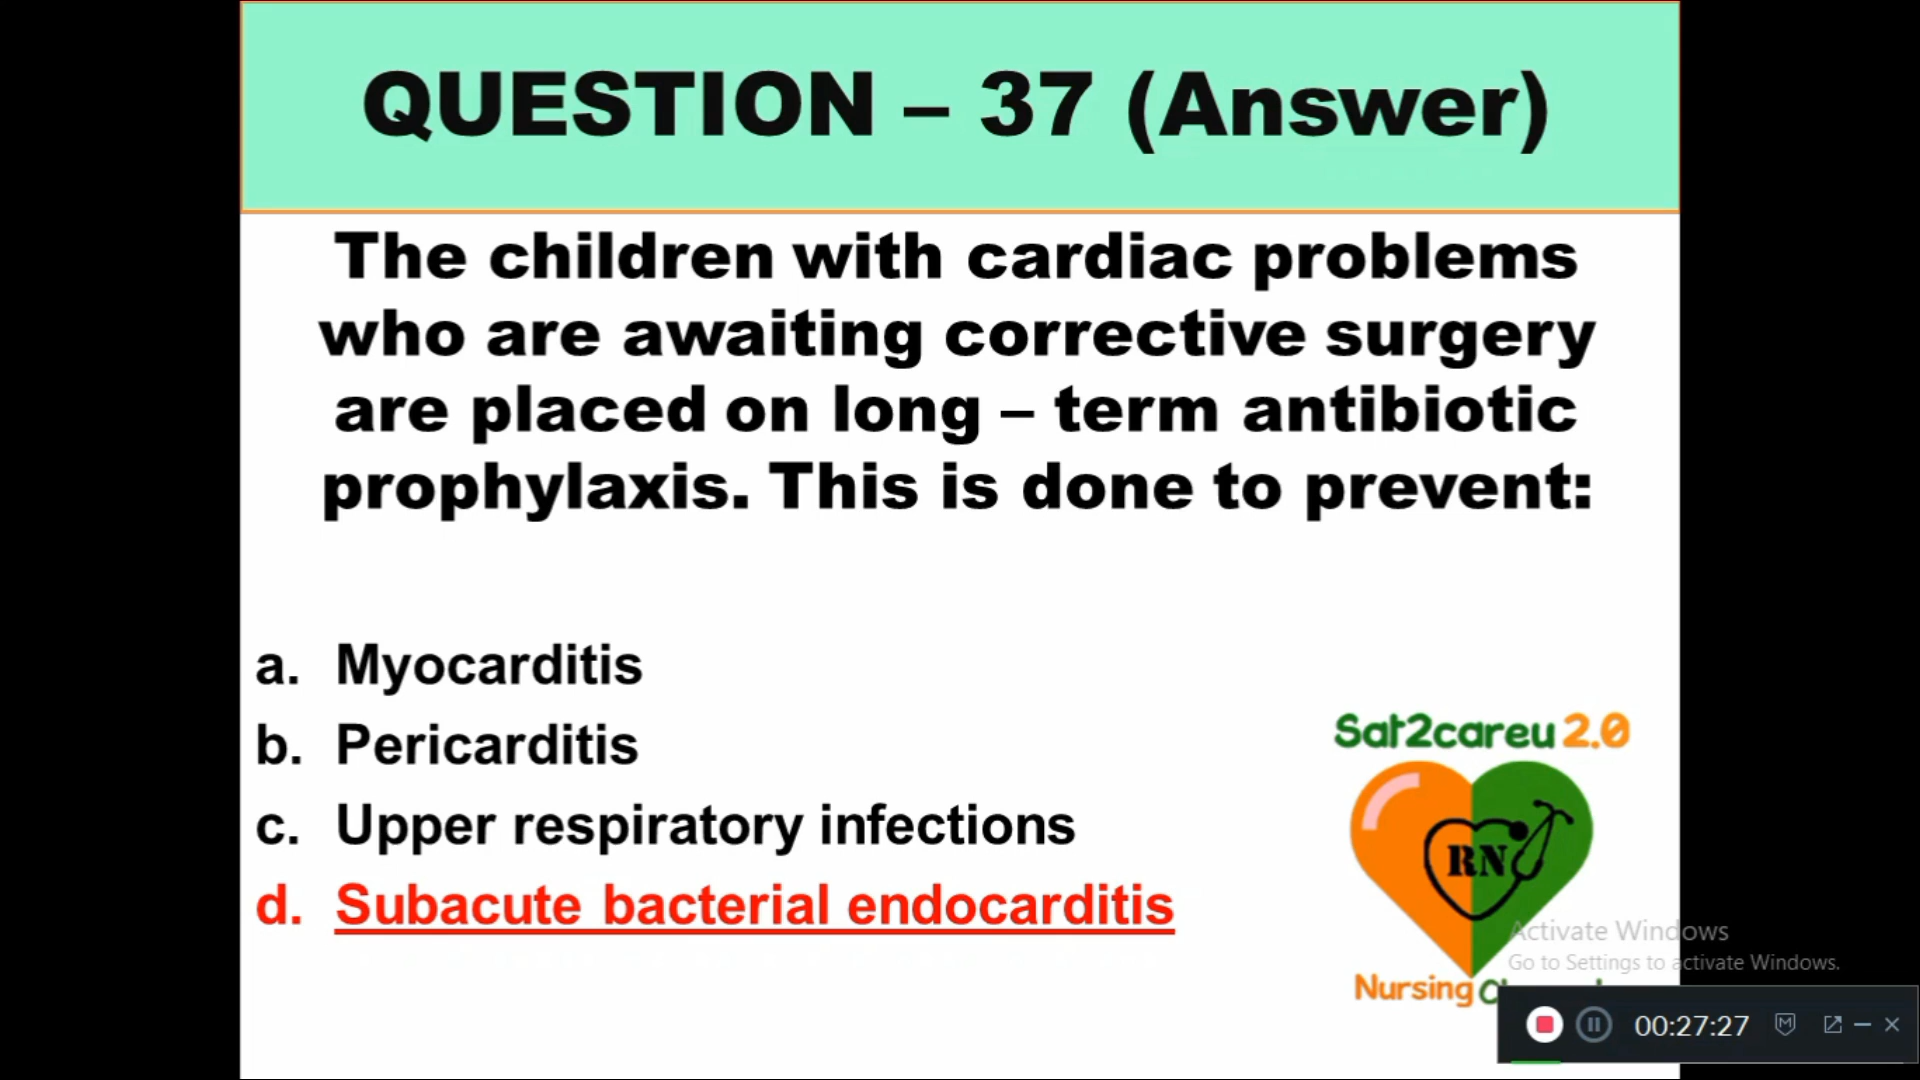 QUESTION – 37 (Answer)
The children with cardiac problems
who are awaiting corrective surgery
are placed on long – term antibiotic
prophylaxis. This is done to prevent:
a. Myocarditis
b. Pericarditis
c. Upper respiratory infections
d. Subacute bacterial endocarditis
Sat2careu 2.0
RN
Nursing
Activate Windows
Go to Settings to activate Windows.
00:27:27